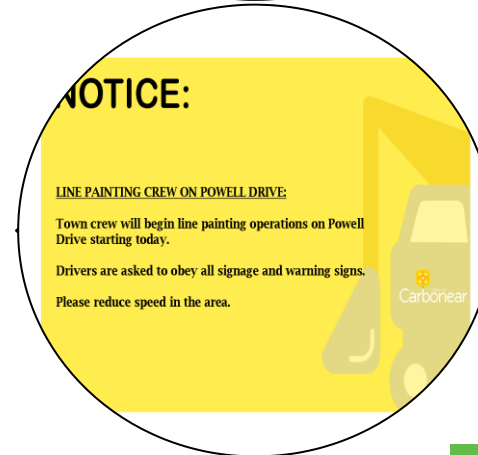 NOTICE:
LINE PAINTING CREW ON POWELL DRIVE:
Town crew will begin line painting operations on Powell
Drive starting today.
Drivers are asked to obey all signage and warning signs.
Please reduce speed in the area.
Carbonear